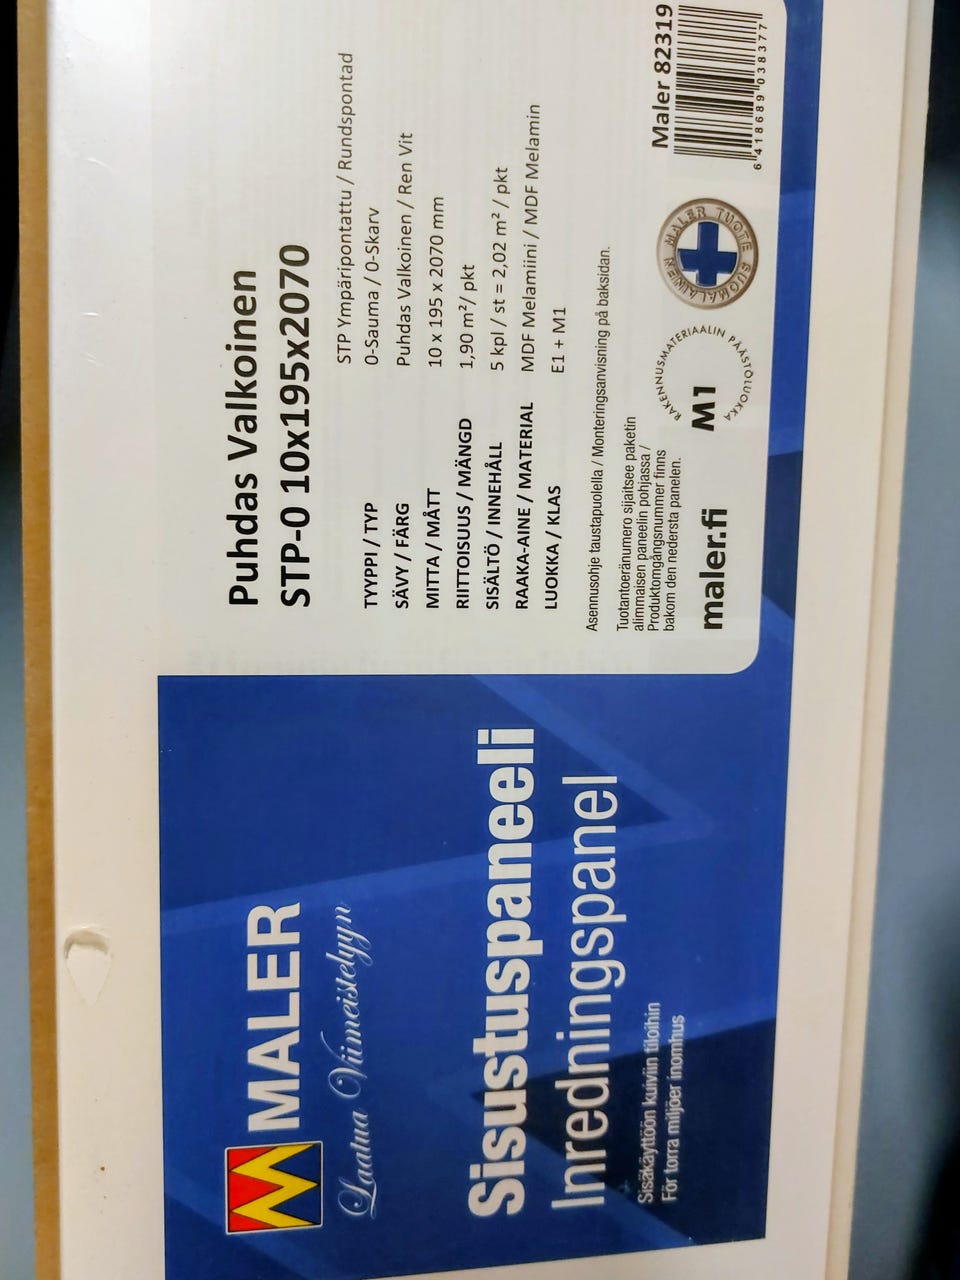 MALER
Laatua Viimeistelyyn
Sisustuspaneeli
Inredningspanel
Sisäkäyttöön kuiviin tiloihin
För torra miljöer inomhus
Puhdas Valkoinen
STP-0 10x195x2070
STP Ympäripontattu / Rundspontad
TYYPPI / TYP 0-Sauma / 0-Skarv
SÄVY / FÄRG Puhdas Valkoinen / Ren Vit
MITTA / MÅTT 10 x 195 x 2070 mm
RIITTOISUUS / MÄNGD 1,90 m²/ pkt
SISÄLTÖ / INNEHÅLL 5 kpl / st = 2,02 m² / pkt
RAAKA-AINE / MATERIAL MDF Melamiini / MDF Melamin
LUOKKA / KLAS E1 + M1
Asennusohje taustapuolella / Monteringsanvisning på baksidan.
Tuotantoeränumero sijaitsee paketin
alimmaisen paneelin pohjassa /
Produktomgångsnummer finns
bakom den nedersta panelen.
maler.fi
RAKENNUSMATERIAALIN PÄÄSTÖLUOKKA
M1
MALER TUOTE
SUOMALAINEN
Maler 82319
6 418689 038377